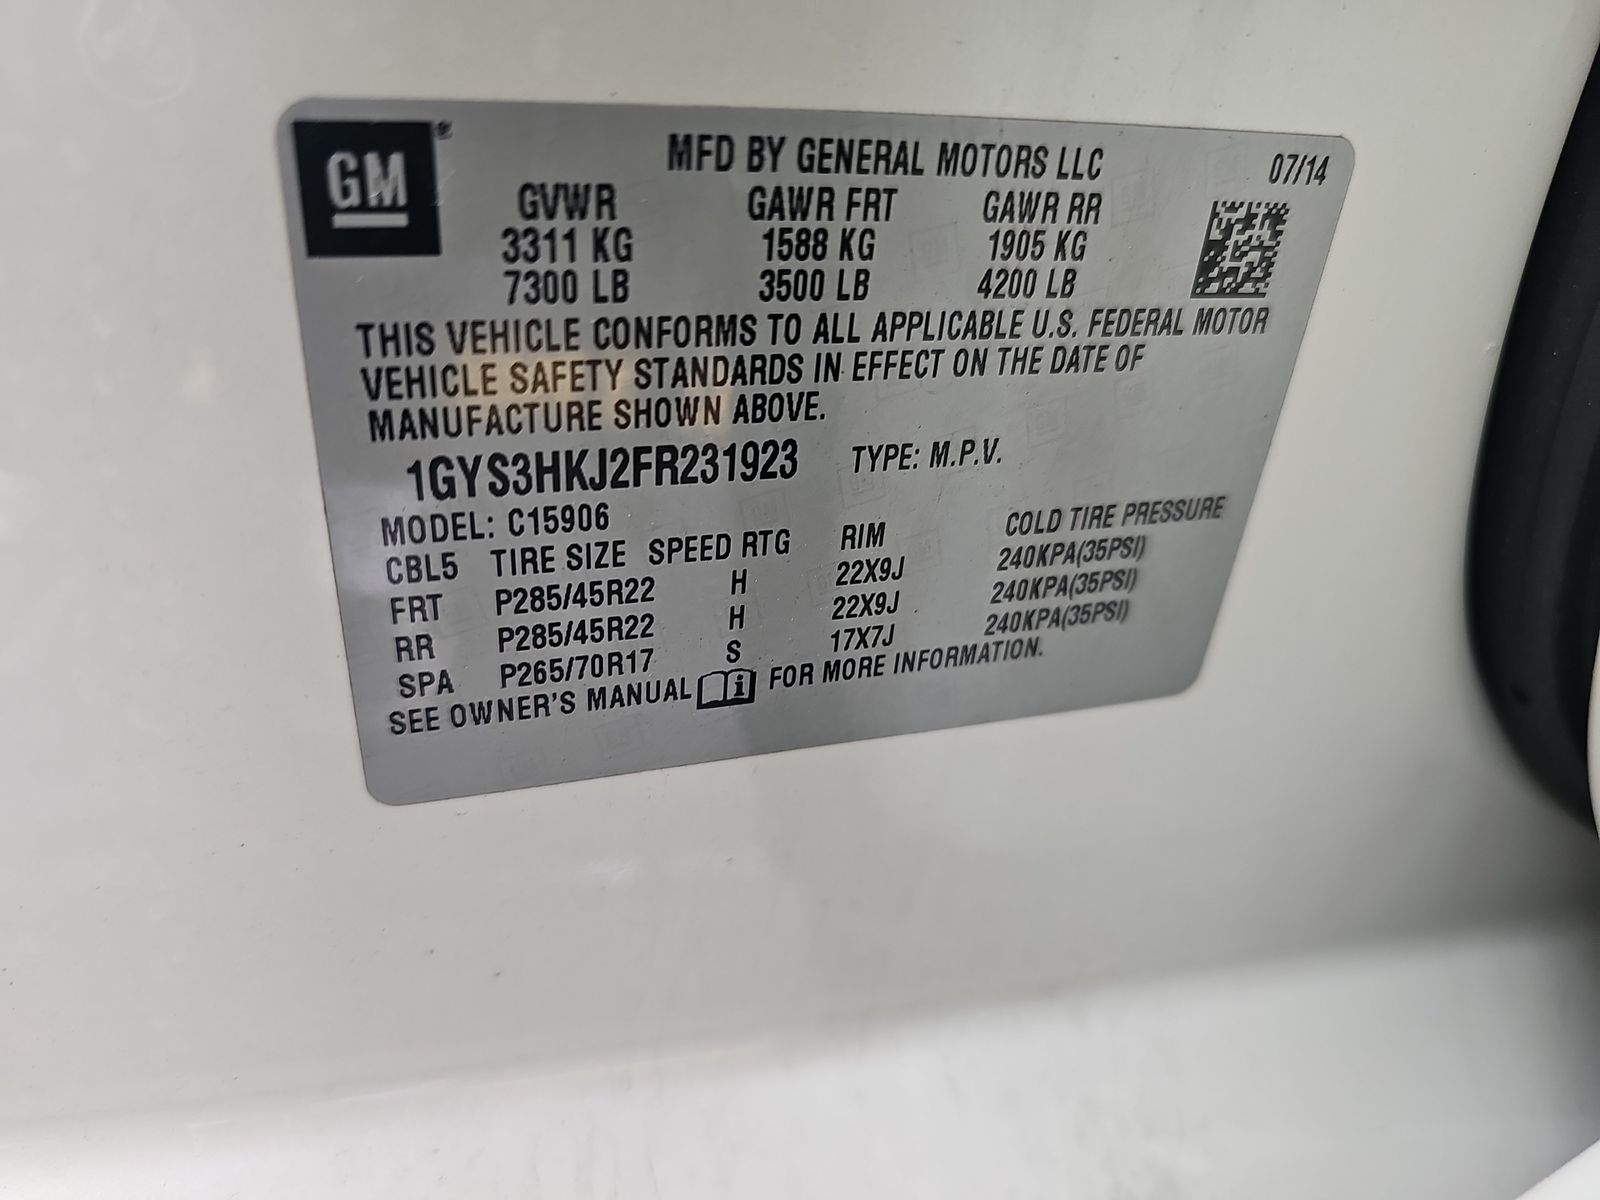 GM ®
MFD BY GENERAL MOTORS LLC 07/14
GVWR GAWR FRT GAWR RR
3311 KG 1588 KG 1905 KG
7300 LB 3500 LB 4200 LB
THIS VEHICLE CONFORMS TO ALL APPLICABLE U.S. FEDERAL MOTOR
VEHICLE SAFETY STANDARDS IN EFFECT ON THE DATE OF
MANUFACTURE SHOWN ABOVE.
1GYS3HKJ2FR231923 TYPE: M.P.V.
MODEL: C15906
CBL5 TIRE SIZE SPEED RTG RIM COLD TIRE PRESSURE
FRT P285/45R22 H 22X9J 240KPA(35PSI)
RR P285/45R22 H 22X9J 240KPA(35PSI)
SPA P265/70R17 S 17X7J 240KPA(35PSI)
SEE OWNER'S MANUAL i FOR MORE INFORMATION.